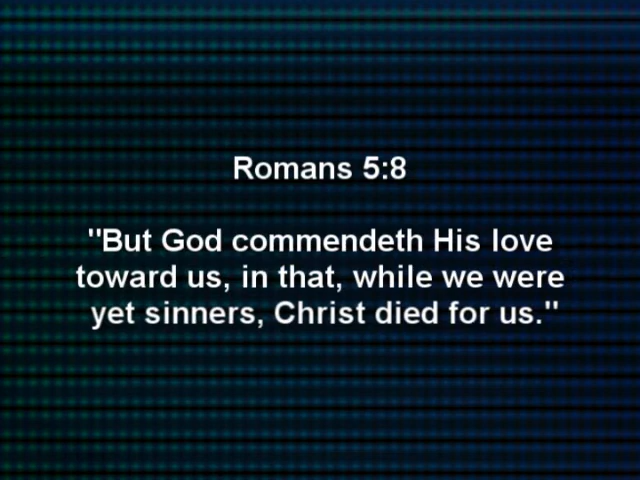 Romans 5:8
"But God commendeth His love
toward us, in that, while we were
yet sinners, Christ died for us."